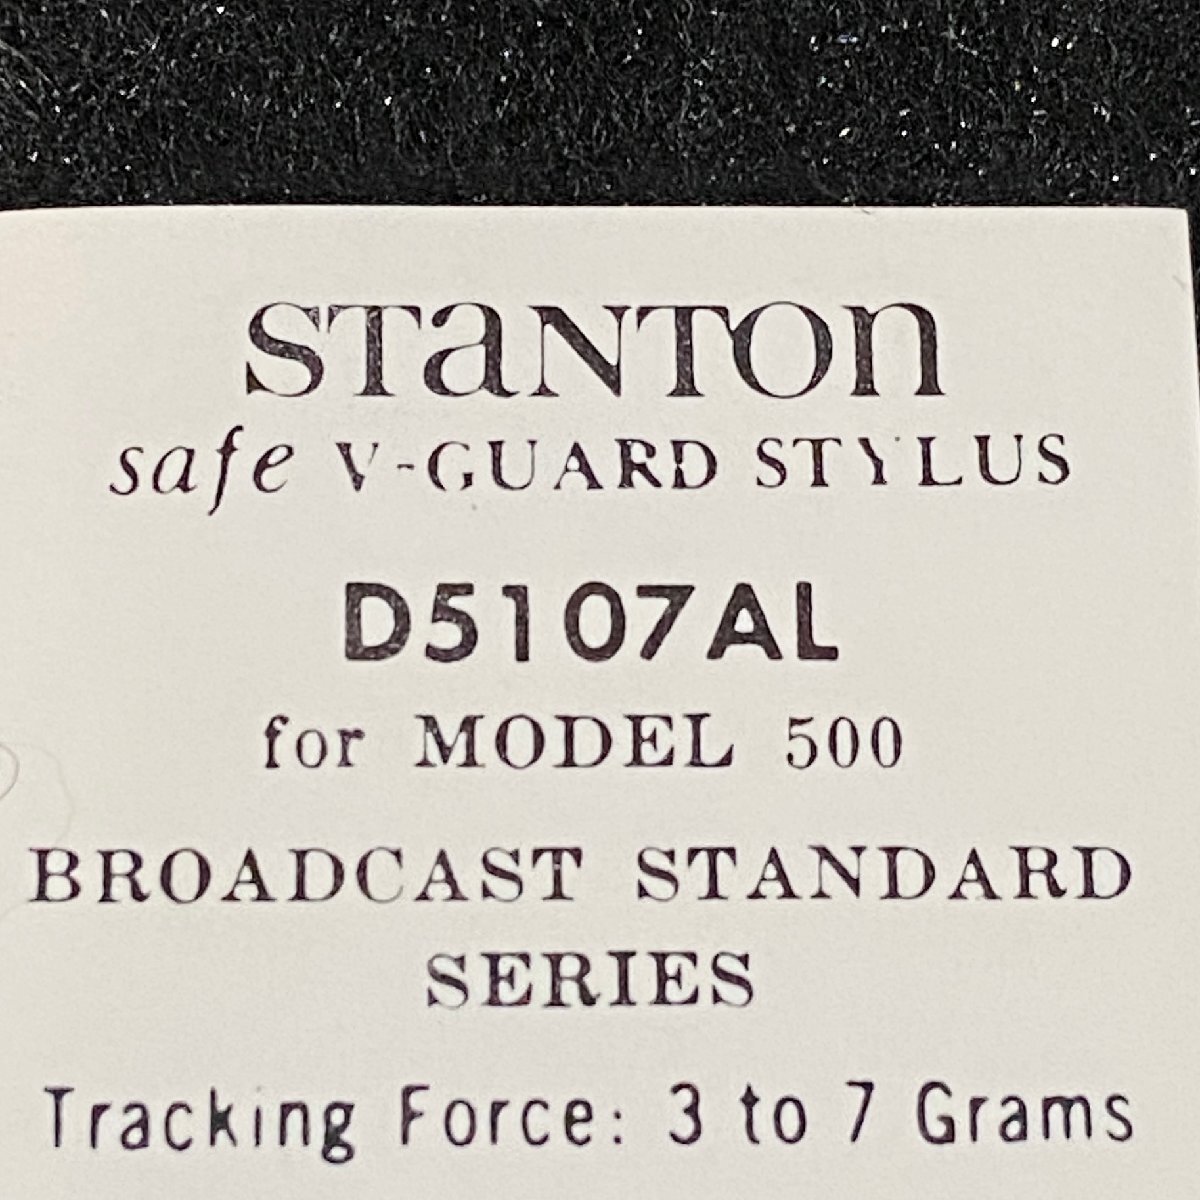 STANTON
safe V-GUARD STYLUS
D5107AL
for MODEL 500
BROADCAST STANDARD
SERIES
Tracking Force: 3 to 7 Grams